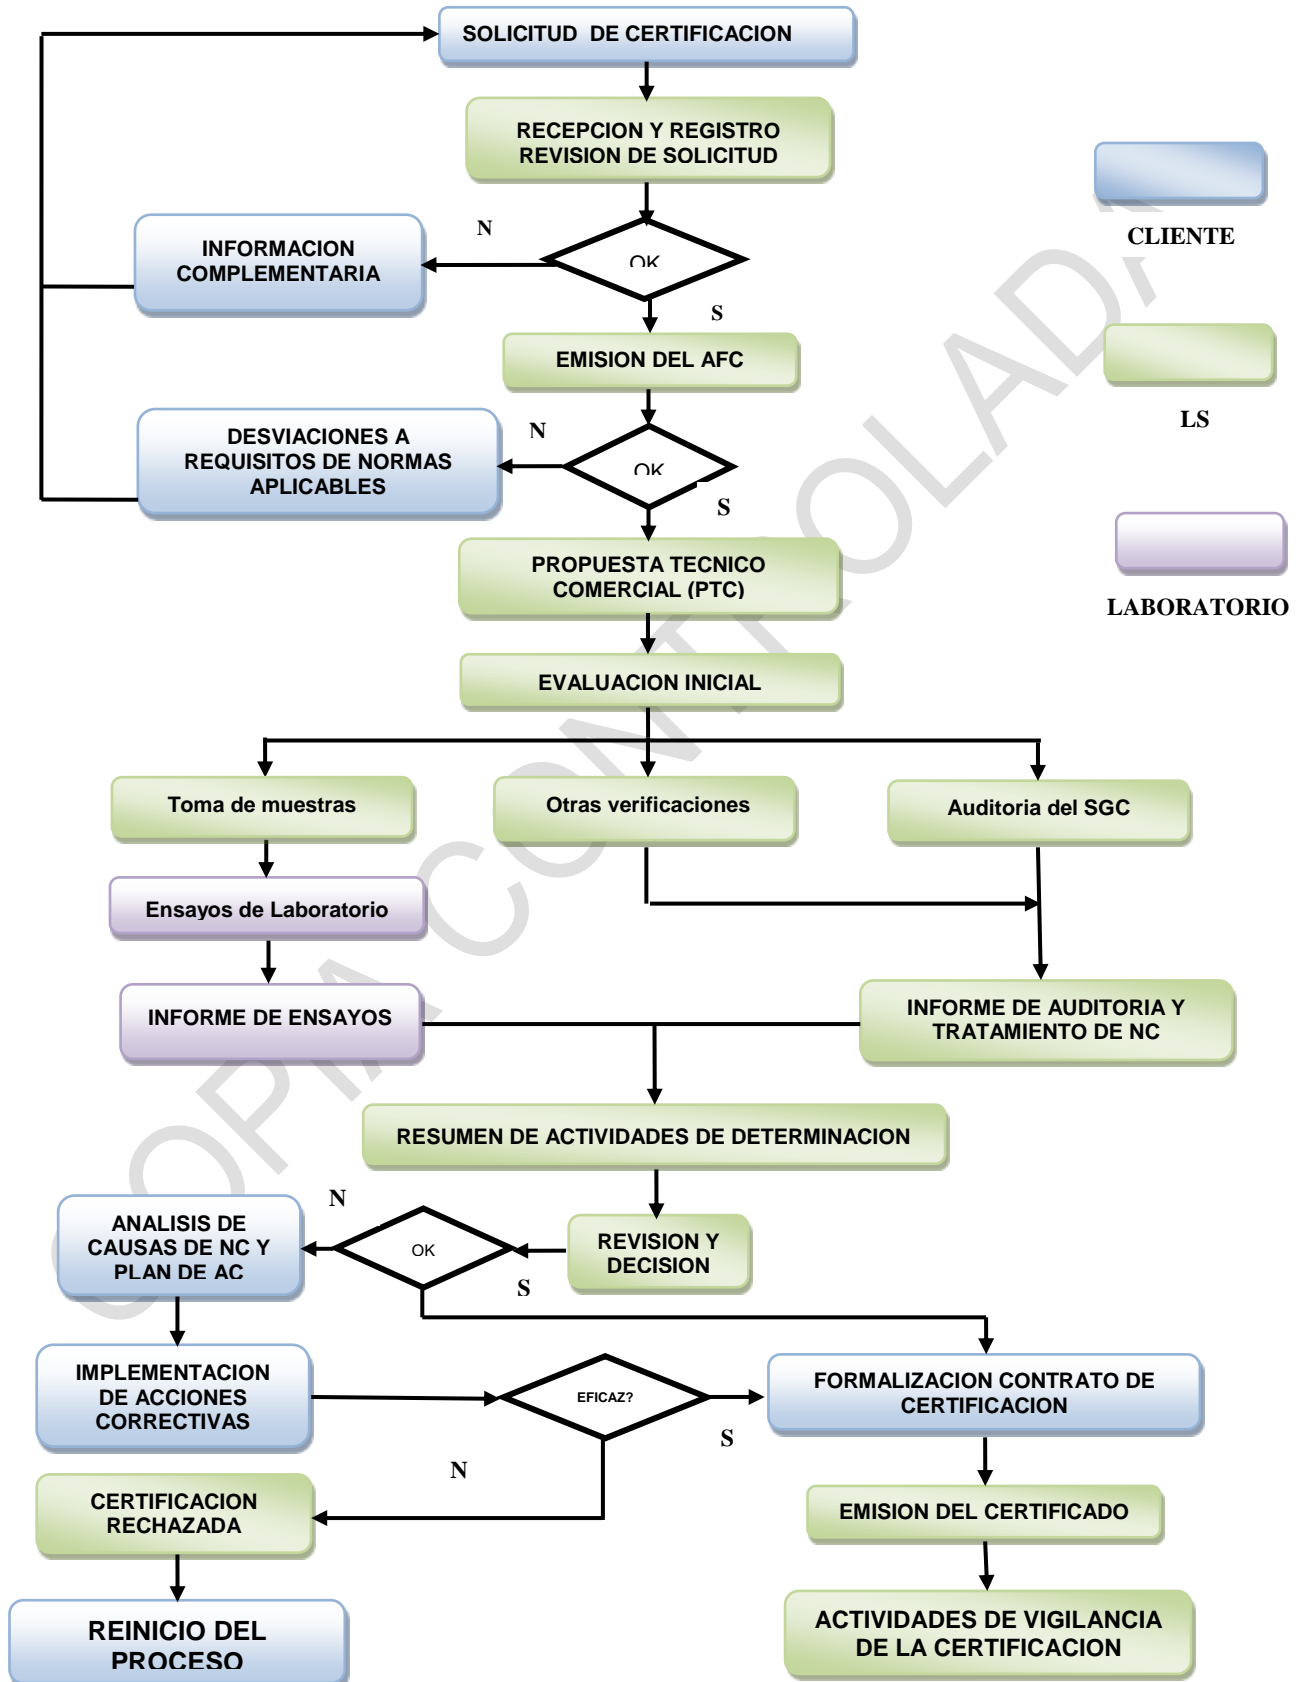 SOLICITUD DE CERTIFICACION
RECEPCION Y REGISTRO
REVISION DE SOLICITUD
CLIENTE
N
INFORMACION
COMPLEMENTARIA
OK
S
EMISION DEL AFC
LS
N
DESVIACIONES A
REQUISITOS DE NORMAS
APLICABLES
OK
S
PROPUESTA TECNICO
COMERCIAL (PTC)
LABORATORIO
EVALUACION INICIAL
Toma de muestras
Otras verificaciones
Auditoria del SGC
Ensayos de Laboratorio
INFORME DE ENSAYOS
INFORME DE AUDITORIA Y
TRATAMIENTO DE NC
RESUMEN DE ACTIVIDADES DE DETERMINACION
N
ANALISIS DE
CAUSAS DE NC Y
PLAN DE AC
OK
REVISION Y
DECISION
S
IMPLEMENTACION
DE ACCIONES
CORRECTIVAS
EFICAZ?
S
FORMALIZACION CONTRATO DE
CERTIFICACION
N
CERTIFICACION
RECHAZADA
EMISION DEL CERTIFICADO
REINICIO DEL
PROCESO
ACTIVIDADES DE VIGILANCIA
DE LA CERTIFICACION
COPIA CONTROLADA